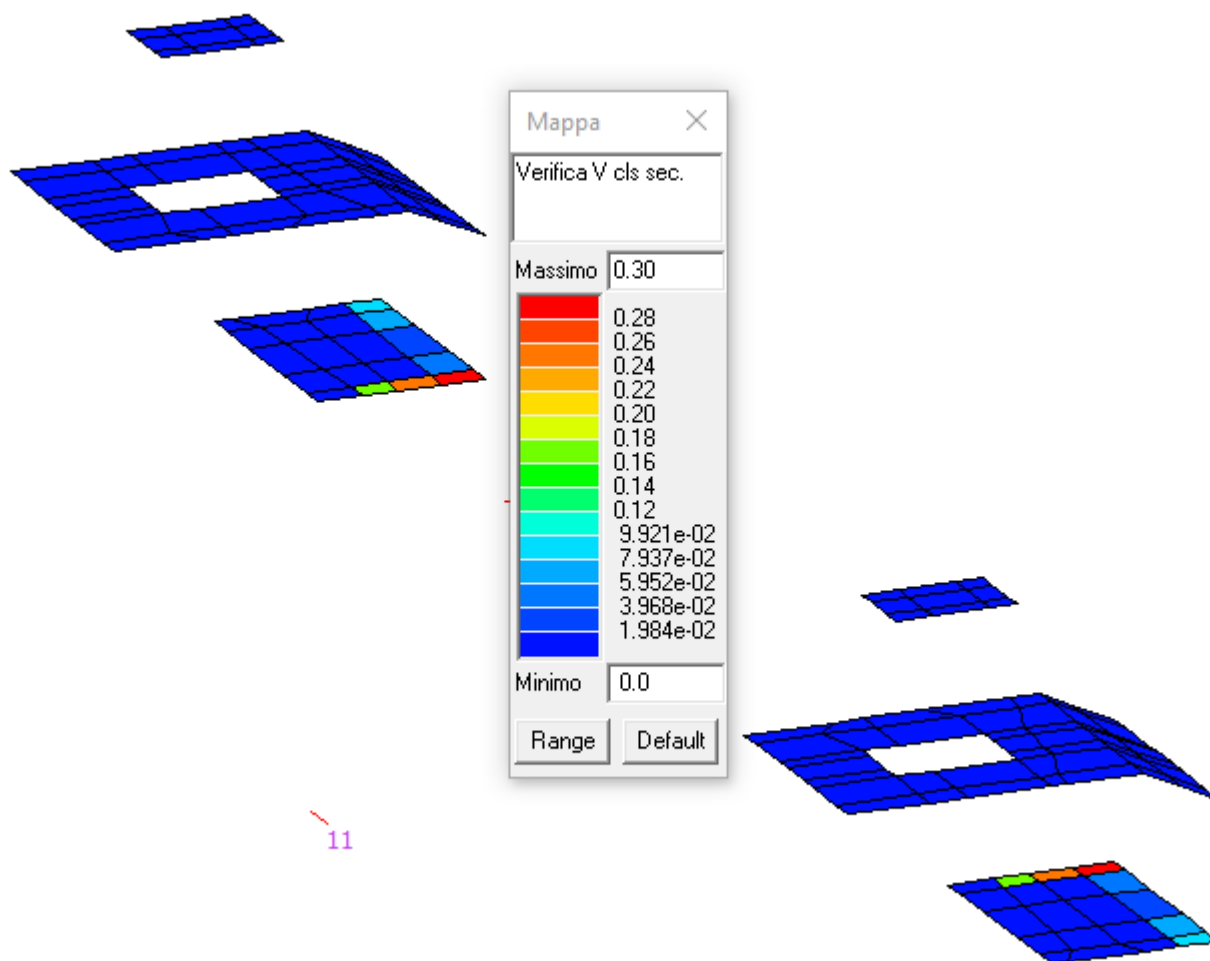 Mappa
Verifica V cls sec.
Massimo 0.30
0.28
0.26
0.24
0.22
0.20
0.18
0.16
0.14
0.12
9.921e-02
7.937e-02
5.952e-02
3.968e-02
1.984e-02
Minimo 0.0
Range Default
11